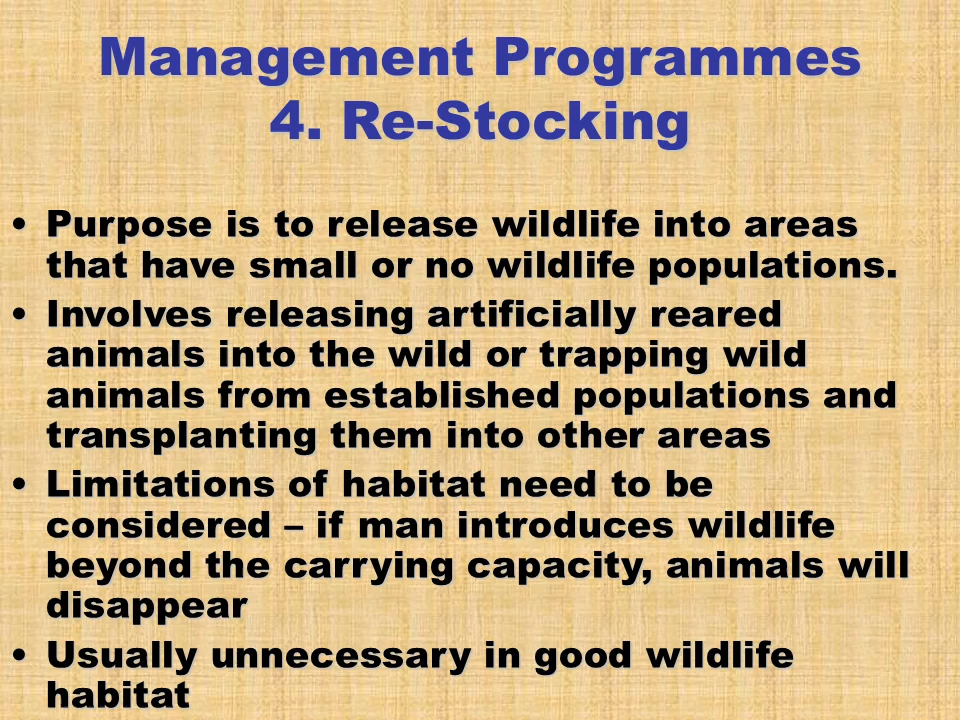 Management Programmes
4. Re-Stocking
• Purpose is to release wildlife into areas
that have small or no wildlife populations.
• Involves releasing artificially reared
animals into the wild or trapping wild
animals from established populations and
transplanting them into other areas
• Limitations of habitat need to be
considered – if man introduces wildlife
beyond the carrying capacity, animals will
disappear
• Usually unnecessary in good wildlife
habitat